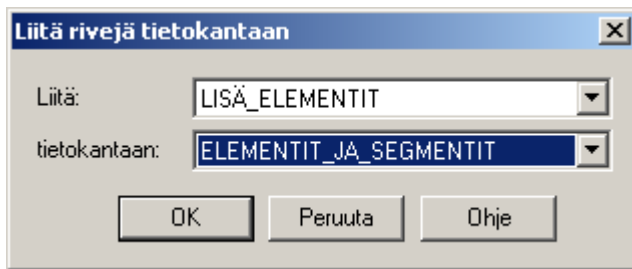 Liitä rivejä tietokantaan
Liitä: LISÄ_ELEMENTIT
tietokantaan: ELEMENTIT_JA_SEGMENTIT
OK Peruuta Ohje